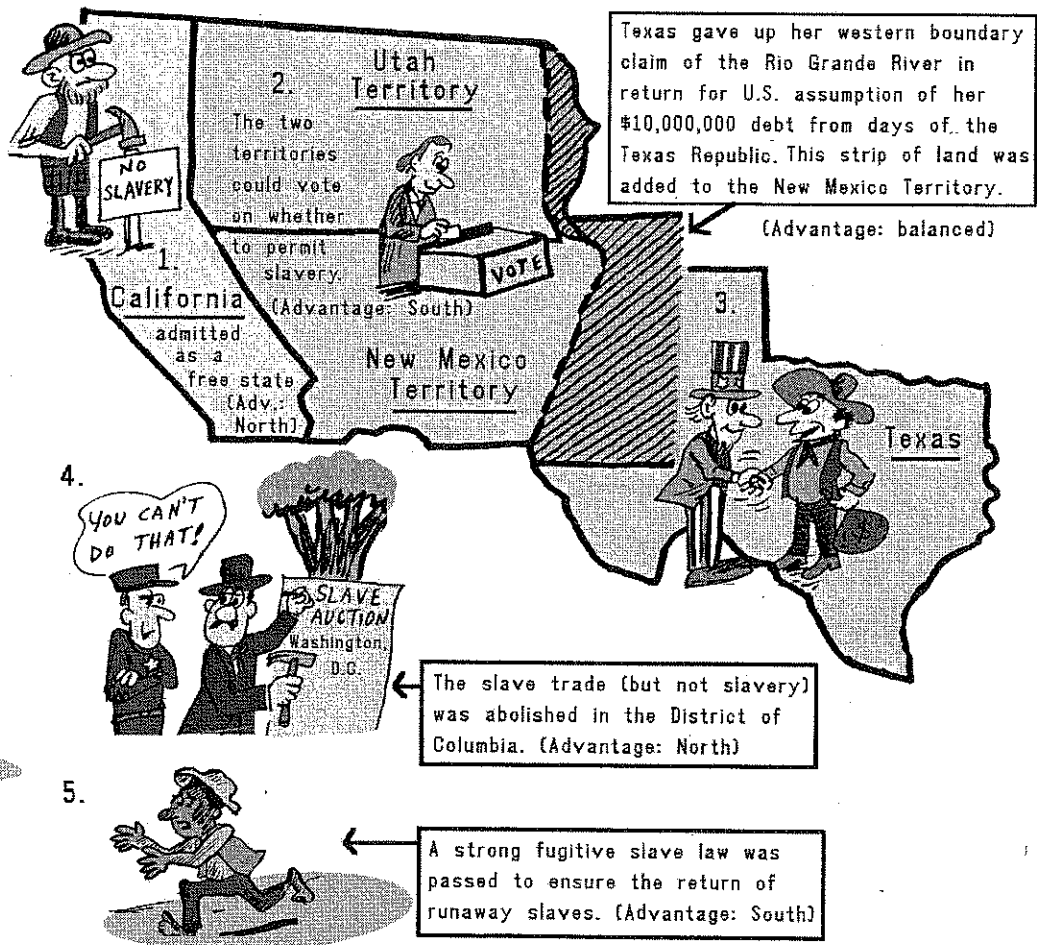 NO
SLAVERY
1.
California
admitted
as a
free state
(Adv.:
North)
2.
Utah
Territory
The two
territories
could vote
on whether
to permit
slavery.
(Advantage: South)
VOTE
New Mexico
Territory
Texas gave up her western boundary
claim of the Rio Grande River in
return for U.S. assumption of her
$10,000,000 debt from days of the
Texas Republic. This strip of land was
added to the New Mexico Territory.
(Advantage: balanced)
3.
Texas
$
4.
YOU CAN'T
DO THAT!
SLAVE
AUCTION
Washington,
D.C.
The slave trade (but not slavery)
was abolished in the District of
Columbia. (Advantage: North)
5.
A strong fugitive slave law was
passed to ensure the return of
runaway slaves. (Advantage: South)